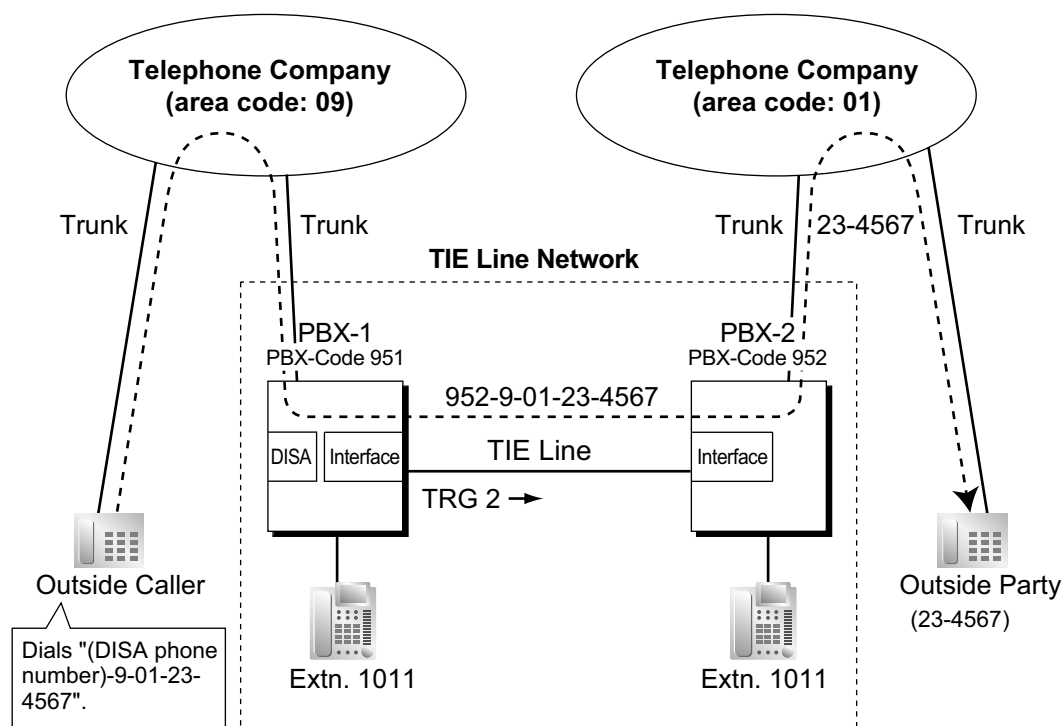 Telephone Company
(area code: 09)
Telephone Company
(area code: 01)
Trunk
Trunk
Trunk
23-4567
Trunk
TIE Line Network
PBX-1
PBX-Code 951
PBX-2
PBX-Code 952
952-9-01-23-4567
DISA
Interface
TIE Line
Interface
TRG 2
Outside Caller
Outside Party
(23-4567)
Dials "(DISA phone
number)-9-01-23-
4567".
Extn. 1011
Extn. 1011